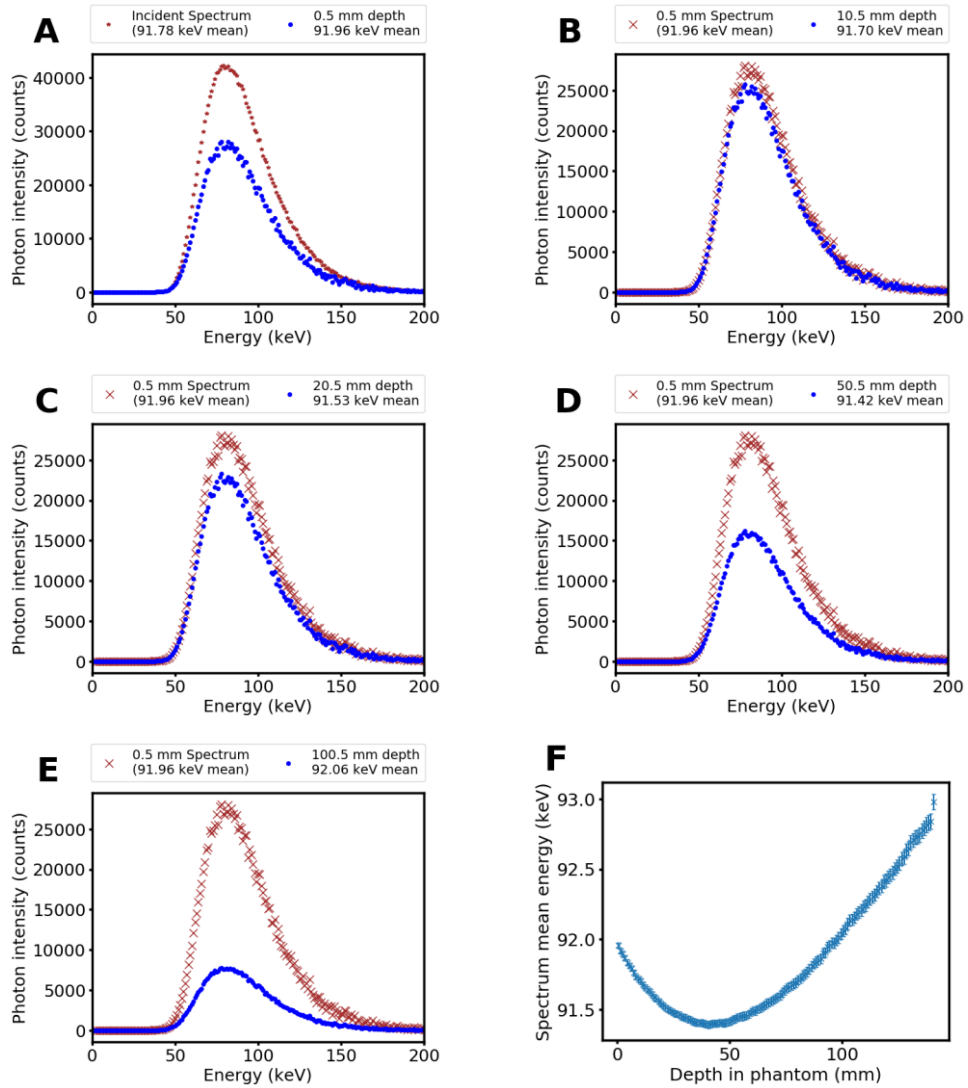 A
Incident Spectrum
(91.78 keV mean)
0.5 mm depth
91.96 keV mean
Photon intensity (counts)
40000
30000
20000
10000
0
0 50 100 150 200
Energy (keV)
B
0.5 mm Spectrum
(91.96 keV mean)
10.5 mm depth
91.70 keV mean
Photon intensity (counts)
25000
20000
15000
10000
5000
0
0 50 100 150 200
Energy (keV)
C
0.5 mm Spectrum
(91.96 keV mean)
20.5 mm depth
91.53 keV mean
Photon intensity (counts)
25000
20000
15000
10000
5000
0
0 50 100 150 200
Energy (keV)
D
0.5 mm Spectrum
(91.96 keV mean)
50.5 mm depth
91.42 keV mean
Photon intensity (counts)
25000
20000
15000
10000
5000
0
0 50 100 150 200
Energy (keV)
E
0.5 mm Spectrum
(91.96 keV mean)
100.5 mm depth
92.06 keV mean
Photon intensity (counts)
25000
20000
15000
10000
5000
0
0 50 100 150 200
Energy (keV)
F
Spectrum mean energy (keV)
93.0
92.5
92.0
91.5
0 50 100
Depth in phantom (mm)